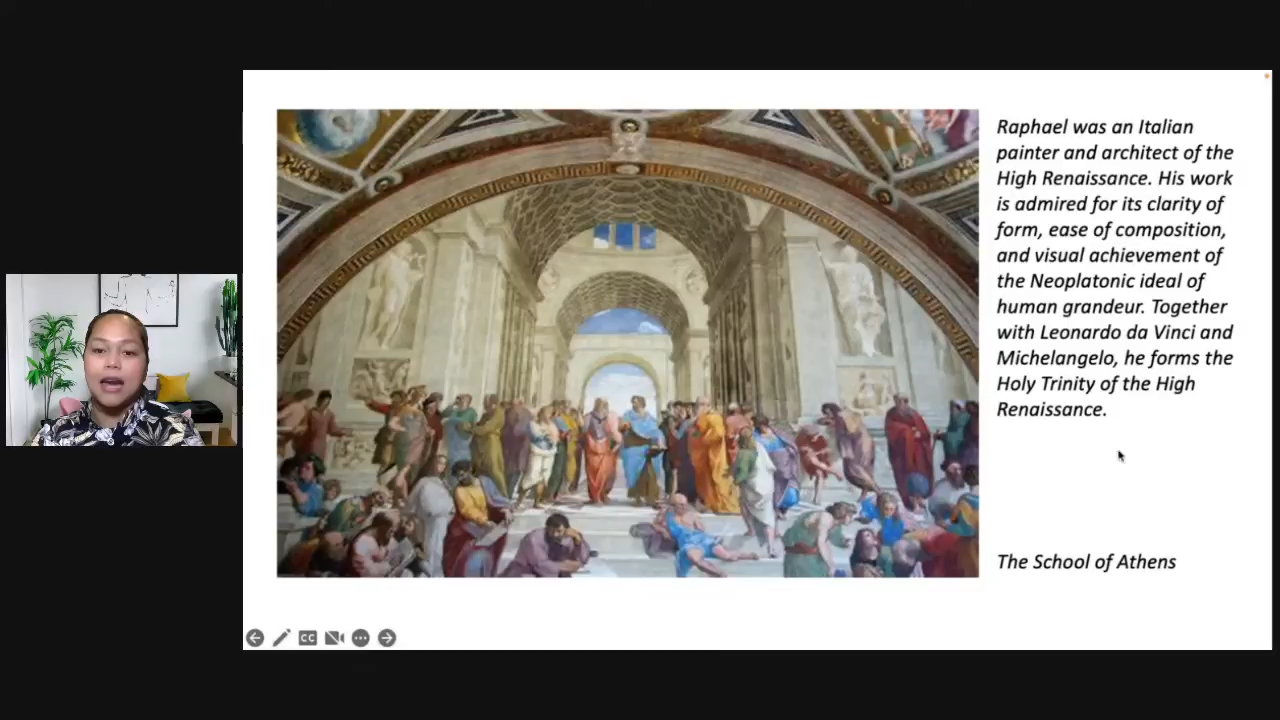 Raphael was an Italian
painter and architect of the
High Renaissance. His work
is admired for its clarity of
form, ease of composition,
and visual achievement of
the Neoplatonic ideal of
human grandeur. Together
with Leonardo da Vinci and
Michelangelo, he forms the
Holy Trinity of the High
Renaissance.
The School of Athens
CC